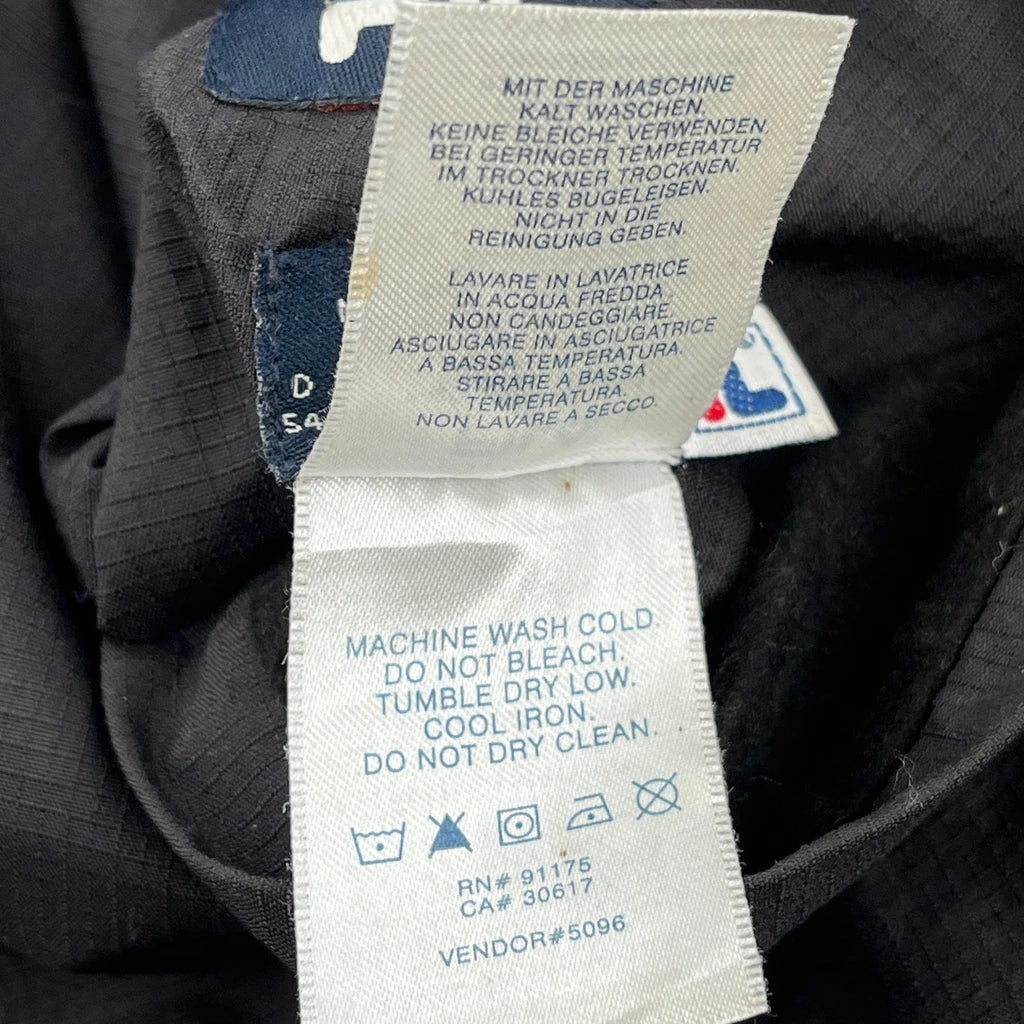 MIT DER MASCHINE
KALT WASCHEN.
KEINE BLEICHE VERWENDEN.
BEI GERINGER TEMPERATUR
IM TROCKNER TROCKNEN.
KUHLES BUGELEISEN.
NICHT IN DIE
REINIGUNG GEBEN.
LAVARE IN LAVATRICE
IN ACQUA FREDDA.
NON CANDEGGIARE.
ASCIUGARE IN ASCIUGATRICE
A BASSA TEMPERATURA.
STIRARE A BASSA
TEMPERATURA.
NON LAVARE A SECCO.
D
54
MACHINE WASH COLD.
DO NOT BLEACH.
TUMBLE DRY LOW.
COOL IRON.
DO NOT DRY CLEAN.
RN# 91175
CA# 30617
VENDOR#5096